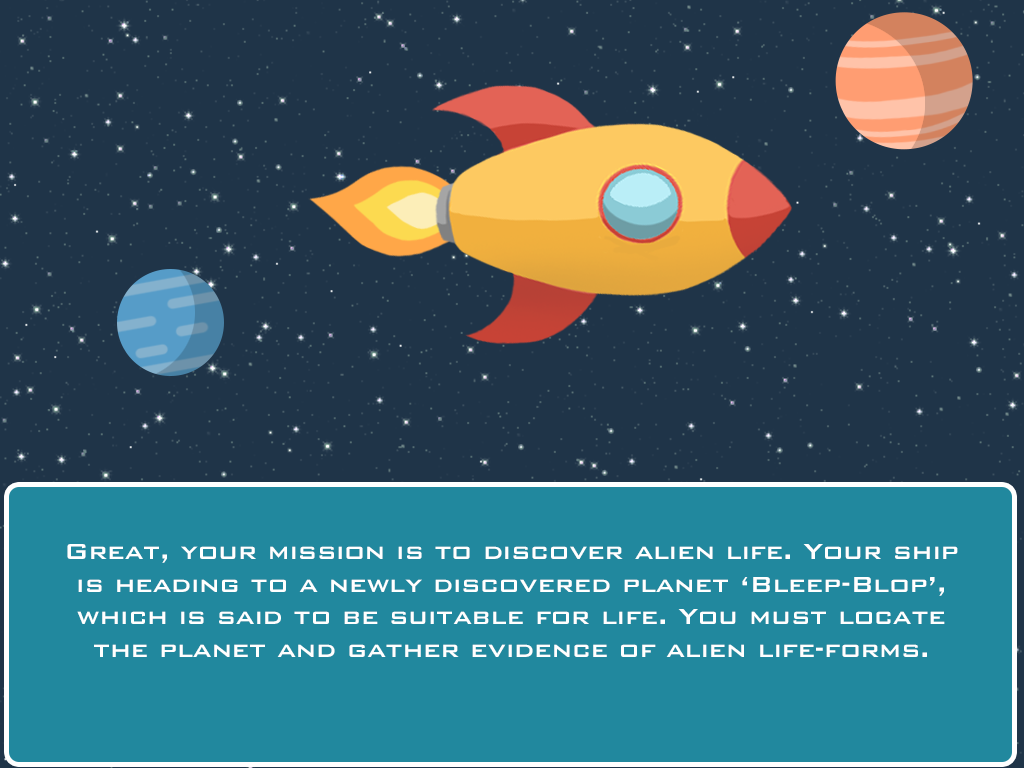 Great, your mission is to discover alien life. Your ship
is heading to a newly discovered planet ‘Bleep-Blop’,
which is said to be suitable for life. You must locate
the planet and gather evidence of alien life-forms.